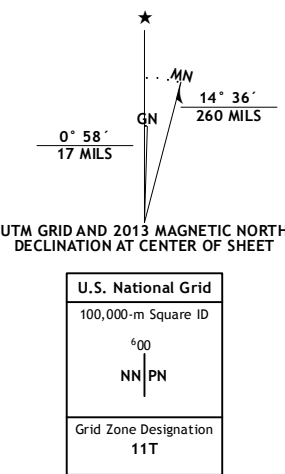 ★
MN
GN
14° 36´
260 MILS
0° 58´
17 MILS
UTM GRID AND 2013 MAGNETIC NORTH
DECLINATION AT CENTER OF SHEET
U.S. National Grid
100,000-m Square ID
⁶00
NN PN
Grid Zone Designation
11T